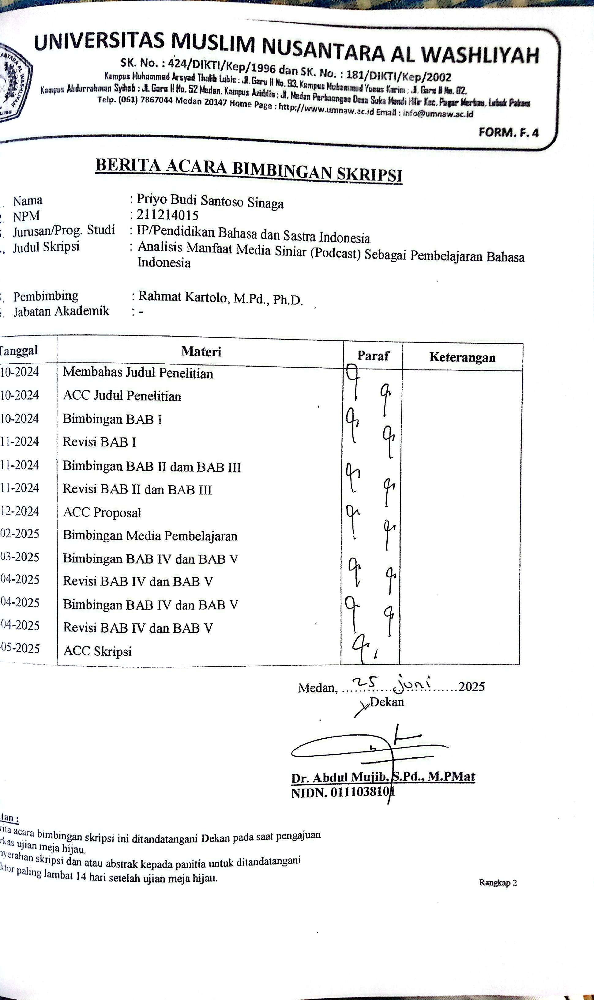 UNIVERSITAS MUSLIM NUSANTARA AL WASHLIYAH
SK. No. : 424/DIKTI/Kep/1996 dan SK. No. : 181/DIKTI/Kep/2002
Kampus Muhammad Arsyad Thalib Lubis : Jl. Garu II No. 93, Kampus Muhammad Yunus Karim : Jl. Garu II No. 02,
Kampus Abdurrahman Syihab : Jl. Garu II No. 52 Medan, Kampus Aziddin : Jl. Medan Perbaungan Desa Suka Mandi Hilir Kec. Pagar Merbau, Lubuk Pakam
Telp. (061) 7867044 Medan 20147 Home Page : http://www.umnaw.ac.id Email : info@umnaw.ac.id
FORM. F. 4
BERITA ACARA BIMBINGAN SKRIPSI
Nama : Priyo Budi Santoso Sinaga
NPM : 211214015
Jurusan/Prog. Studi : IP/Pendidikan Bahasa dan Sastra Indonesia
Judul Skripsi : Analisis Manfaat Media Siniar (Podcast) Sebagai Pembelajaran Bahasa
Indonesia
Pembimbing : Rahmat Kartolo, M.Pd., Ph.D.
Jabatan Akademik : -
Tanggal Materi Paraf Keterangan
10-2024 Membahas Judul Penelitian
10-2024 ACC Judul Penelitian
10-2024 Bimbingan BAB I
11-2024 Revisi BAB I
11-2024 Bimbingan BAB II dam BAB III
11-2024 Revisi BAB II dan BAB III
12-2024 ACC Proposal
02-2025 Bimbingan Media Pembelajaran
03-2025 Bimbingan BAB IV dan BAB V
04-2025 Revisi BAB IV dan BAB V
04-2025 Bimbingan BAB IV dan BAB V
04-2025 Revisi BAB IV dan BAB V
05-2025 ACC Skripsi
Medan, 25 juni 2025
Dekan
Dr. Abdul Mujib, S.Pd., M.PMat
NIDN. 0111038101
tan :
rita acara bimbingan skripsi ini ditandatangani Dekan pada saat pengajuan
rkas ujian meja hijau.
nyerahan skripsi dan atau abstrak kepada panitia untuk ditandatangani
ktor paling lambat 14 hari setelah ujian meja hijau.
Rangkap 2